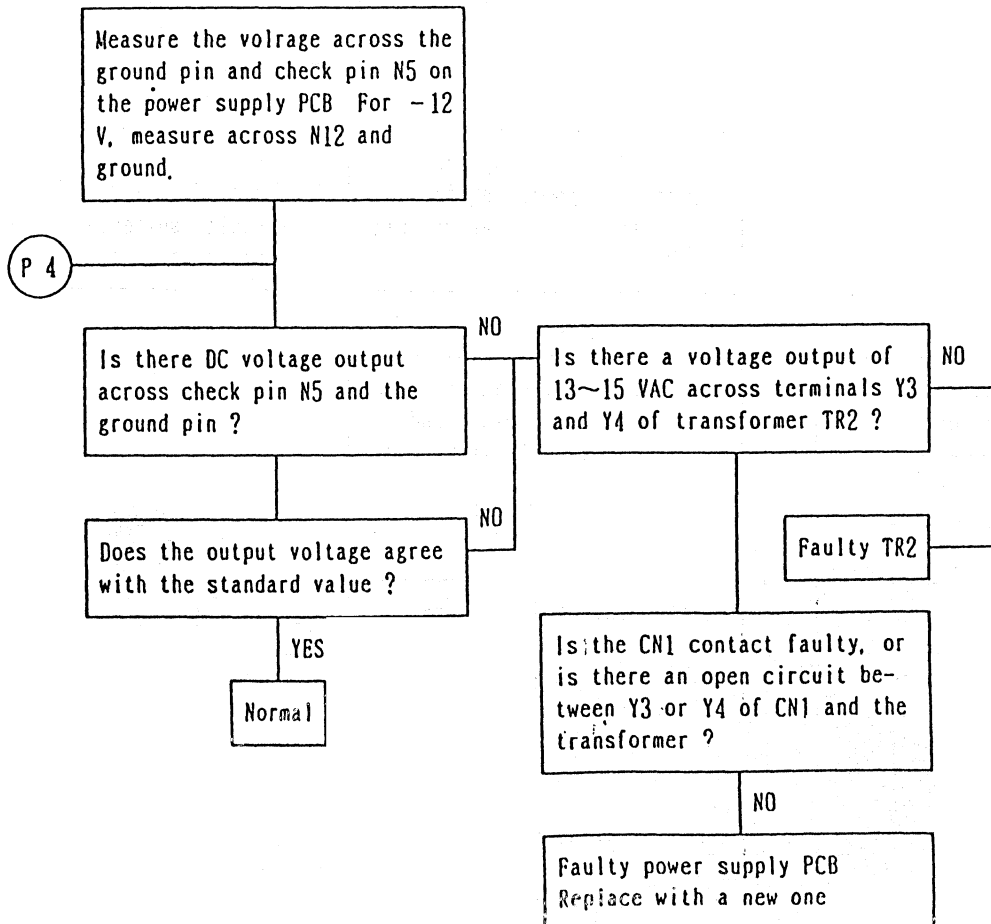 Measure the volrage across the
ground pin and check pin N5 on
the power supply PCB For -12
V, measure across N12 and
ground.
P 4
Is there DC voltage output
across check pin N5 and the
ground pin ?
NO
Does the output voltage agree
with the standard value ?
NO
YES
Normal
Is there a voltage output of
13~15 VAC across terminals Y3
and Y4 of transformer TR2 ?
NO
Faulty TR2
Is the CN1 contact faulty, or
is there an open circuit be-
tween Y3 or Y4 of CN1 and the
transformer ?
NO
Faulty power supply PCB
Replace with a new one